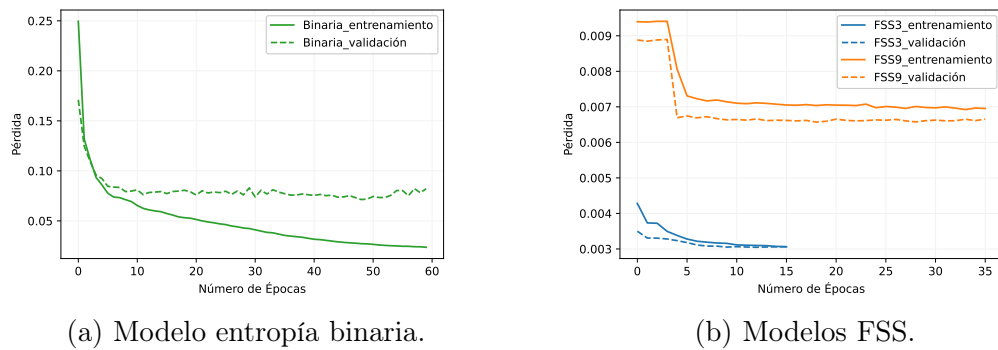 0.25
0.20
0.15
0.10
0.05
Pérdida
0
10
20
30
40
50
60
Número de Épocas
Binaria_entrenamiento
Binaria_validación
(a) Modelo entropía binaria.
0.009
0.008
0.007
0.006
0.005
0.004
0.003
Pérdida
0
5
10
15
20
25
30
35
Número de Épocas
FSS3_entrenamiento
FSS3_validación
FSS9_entrenamiento
FSS9_validación
(b) Modelos FSS.